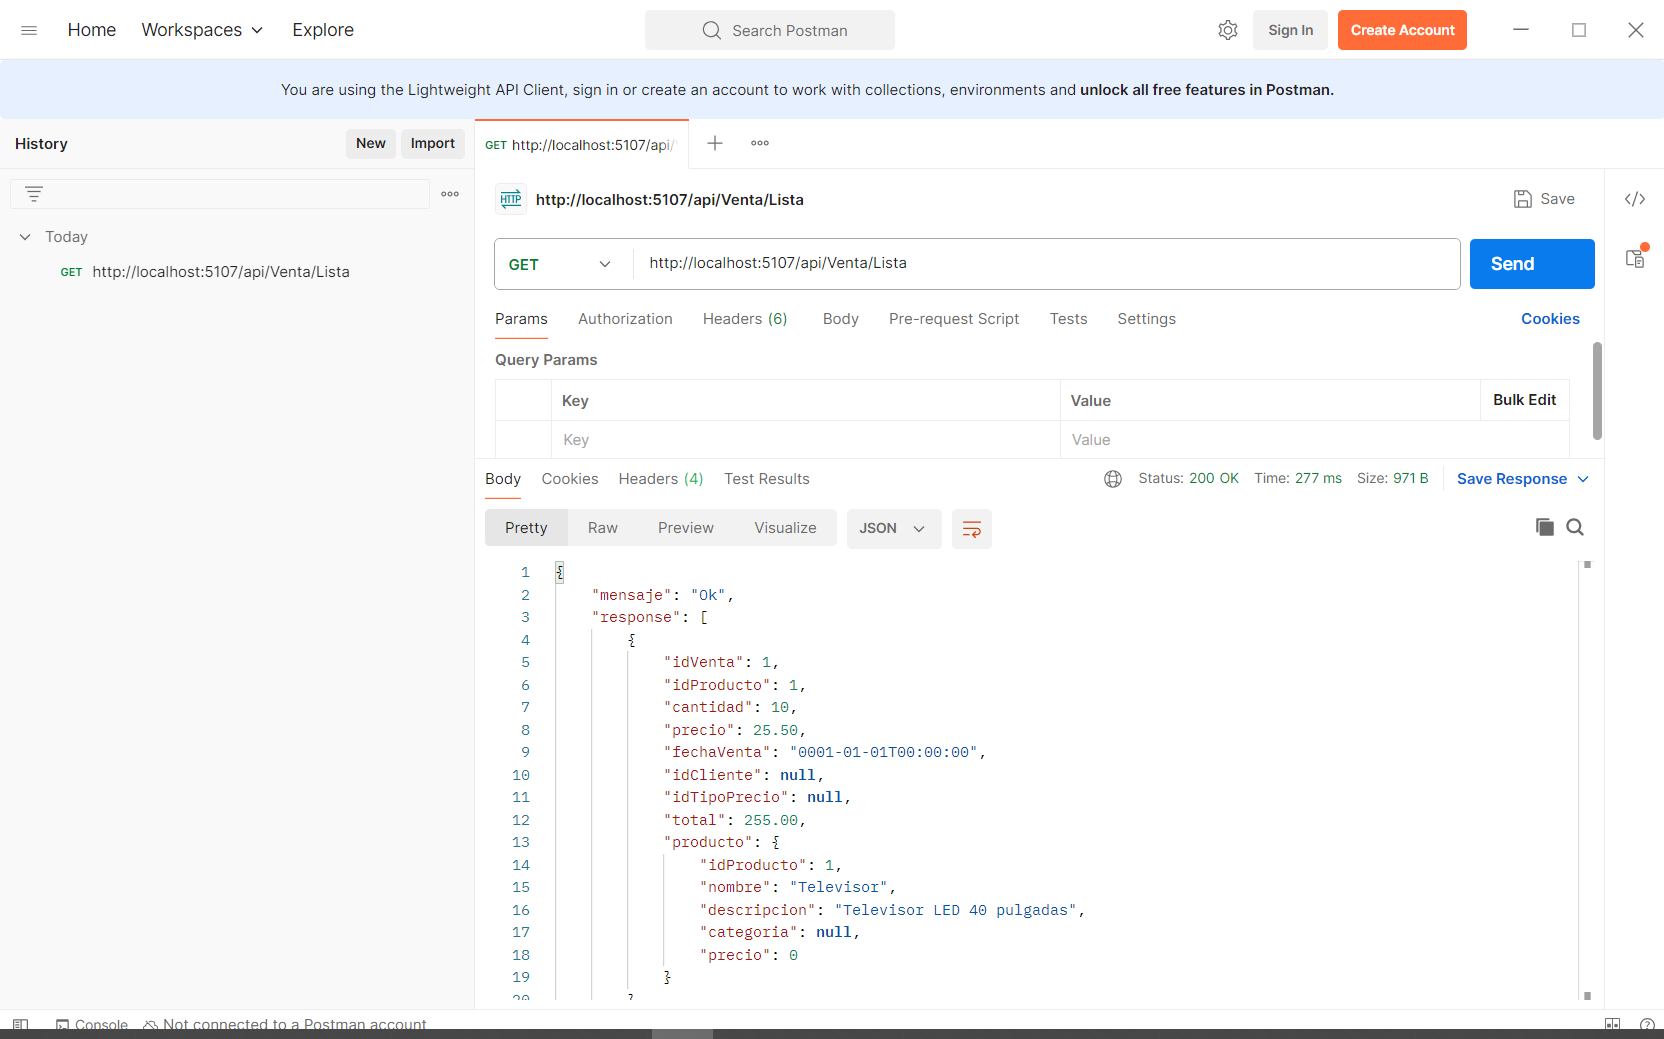 Home Workspaces Explore Search Postman Sign In Create Account
You are using the Lightweight API Client, sign in or create an account to work with collections, environments and unlock all free features in Postman.
History New Import
GET http://localhost:5107/api/
Today
GET http://localhost:5107/api/Venta/Lista
HTTP http://localhost:5107/api/Venta/Lista Save
GET http://localhost:5107/api/Venta/Lista Send
Params Authorization Headers (6) Body Pre-request Script Tests Settings Cookies
Query Params
Key Value Bulk Edit
Key Value
Body Cookies Headers (4) Test Results Status: 200 OK Time: 277 ms Size: 971 B Save Response
Pretty Raw Preview Visualize JSON
1 {
2 "mensaje": "Ok",
3 "response": [
4 {
5 "idVenta": 1,
6 "idProducto": 1,
7 "cantidad": 10,
8 "precio": 25.50,
9 "fechaVenta": "0001-01-01T00:00:00",
10 "idCliente": null,
11 "idTipoPrecio": null,
12 "total": 255.00,
13 "producto": {
14 "idProducto": 1,
15 "nombre": "Televisor",
16 "descripcion": "Televisor LED 40 pulgadas",
17 "categoria": null,
18 "precio": 0
19 }
20 }
Console Not connected to a Postman account